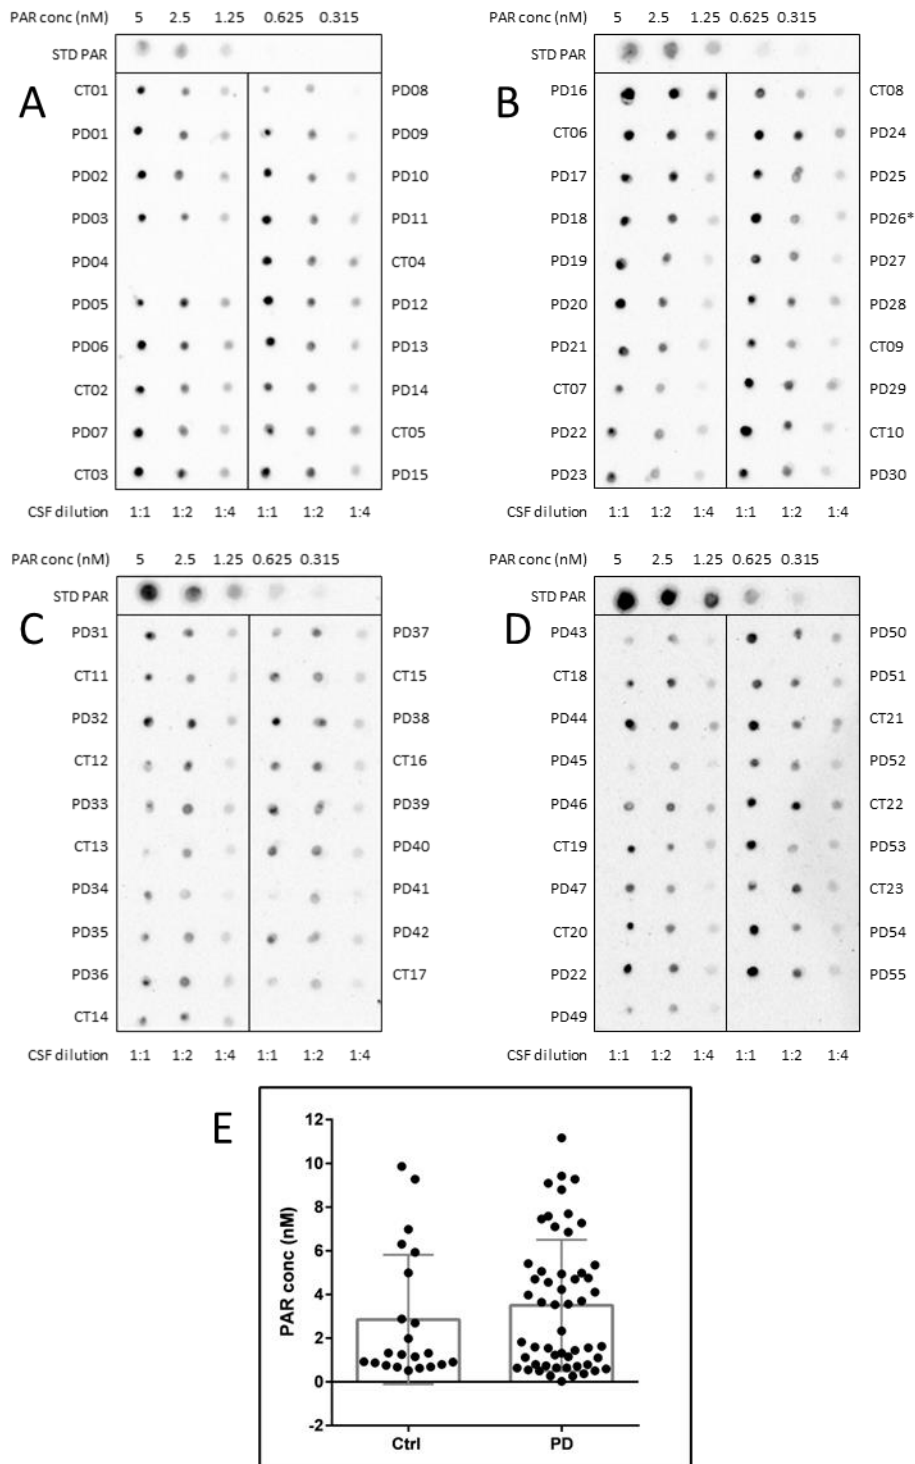 PAR conc (nM) 5 2.5 1.25 0.625 0.315
STD PAR
A
CT01 PD08
PD01 PD09
PD02 PD10
PD03 PD11
PD04 CT04
PD05 PD12
PD06 PD13
CT02 PD14
PD07 CT05
CT03 PD15
CSF dilution 1:1 1:2 1:4 1:1 1:2 1:4
PAR conc (nM) 5 2.5 1.25 0.625 0.315
STD PAR
B
PD16 CT08
CT06 PD24
PD17 PD25
PD18 PD26*
PD19 PD27
PD20 PD28
PD21 CT09
CT07 PD29
PD22 CT10
PD23 PD30
CSF dilution 1:1 1:2 1:4 1:1 1:2 1:4
PAR conc (nM) 5 2.5 1.25 0.625 0.315
STD PAR
C
PD31 PD37
CT11 CT15
PD32 PD38
CT12 CT16
PD33 PD39
CT13 PD40
PD34 PD41
PD35 PD42
PD36 CT17
CT14
CSF dilution 1:1 1:2 1:4 1:1 1:2 1:4
PAR conc (nM) 5 2.5 1.25 0.625 0.315
STD PAR
D
PD43 PD50
CT18 PD51
PD44 CT21
PD45 PD52
PD46 CT22
CT19 PD53
PD47 CT23
CT20 PD54
PD22 PD55
PD49
CSF dilution 1:1 1:2 1:4 1:1 1:2 1:4
E
PAR conc (nM)
12
10
8
6
4
2
0
-2
Ctrl PD